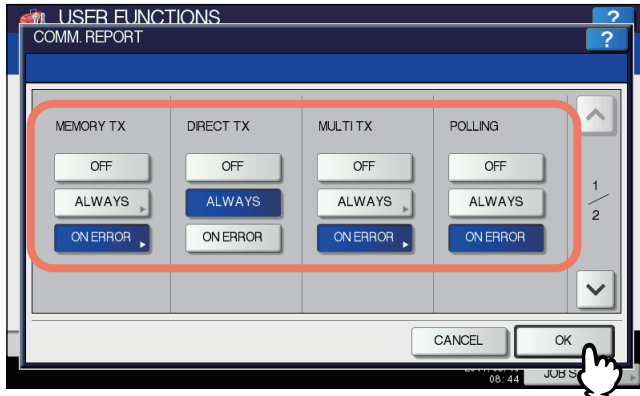 USER FUNCTIONS ?
COMM. REPORT ?
MEMORY TX DIRECT TX MULTI TX POLLING
OFF OFF OFF OFF
ALWAYS ALWAYS ALWAYS ALWAYS
1
2
ON ERROR ON ERROR ON ERROR ON ERROR
CANCEL OK
08:44
JOB S